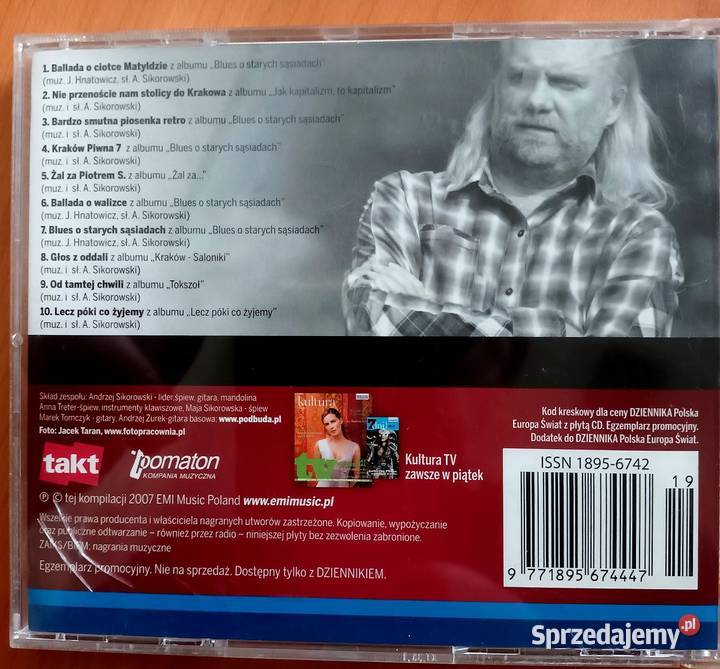 1. Ballada o ciotce Matyldzie z albumu „Blues o starych sąsiadach"
(muz. J. Hnatowicz, sł. A. Sikorowski)
2. Nie przenoście nam stolicy do Krakowa z albumu „Jak kapitalizm, to kapitalizm"
(muz. i sł. A. Sikorowski)
3. Bardzo smutna piosenka retro z albumu „Blues o starych sąsiadach"
(muz. i sł. A. Sikorowski)
4. Kraków Piwna 7 z albumu „Blues o starych sąsiadach"
(muz. i sł. A. Sikorowski)
5. Żal za Piotrem S. z albumu „Żal za..."
(muz. i sł. A. Sikorowski)
6. Ballada o walizce z albumu „Blues o starych sąsiadach"
(muz. J. Hnatowicz, sł. A. Sikorowski)
7. Blues o starych sąsiadach z albumu „Blues o starych sąsiadach"
(muz. J. Hnatowicz, sł. A. Sikorowski)
8. Głos z oddali z albumu „Kraków - Saloniki"
(muz. i sł. A. Sikorowski)
9. Od tamtej chwili z albumu „Tokszoł"
(muz. i sł. A. Sikorowski)
10. Lecz póki co żyjemy z albumu „Lecz póki co żyjemy"
(muz. i sł. A. Sikorowski)
Skład zespołu: Andrzej Sikorowski - lider,śpiew, gitara, mandolina
Anna Treter-śpiew, instrumenty klawiszowe, Maja Sikorowska - śpiew
Marek Tomczyk - gitary, Andrzej Żurek-gitara basowa: www.podbuda.pl
Foto: Jacek Taran, www.fotopracownia.pl
takt
pomaton
KOMPANIA MUZYCZNA
kultura
tv
Kultura TV
zawsze w piątek
Kod kreskowy dla ceny DZIENNIKA Polska
Europa Świat z płytą CD. Egzemplarz promocyjny.
Dodatek do DZIENNIKA Polska Europa Świat.
ISSN 1895-6742
19
9 771895 674447
℗ © tej kompilacji 2007 EMI Music Poland www.emimusic.pl
Wszelkie prawa producenta i właściciela nagranych utworów zastrzeżone. Kopiowanie, wypożyczanie
oraz publiczne odtwarzanie – również przez radio – niniejszej płyty bez zezwolenia zabronione.
ZAIKS/BIEM: nagrania muzyczne
Egzemplarz promocyjny. Nie na sprzedaż. Dostępny tylko z DZIENNIKIEM.
Sprzedajemy.pl